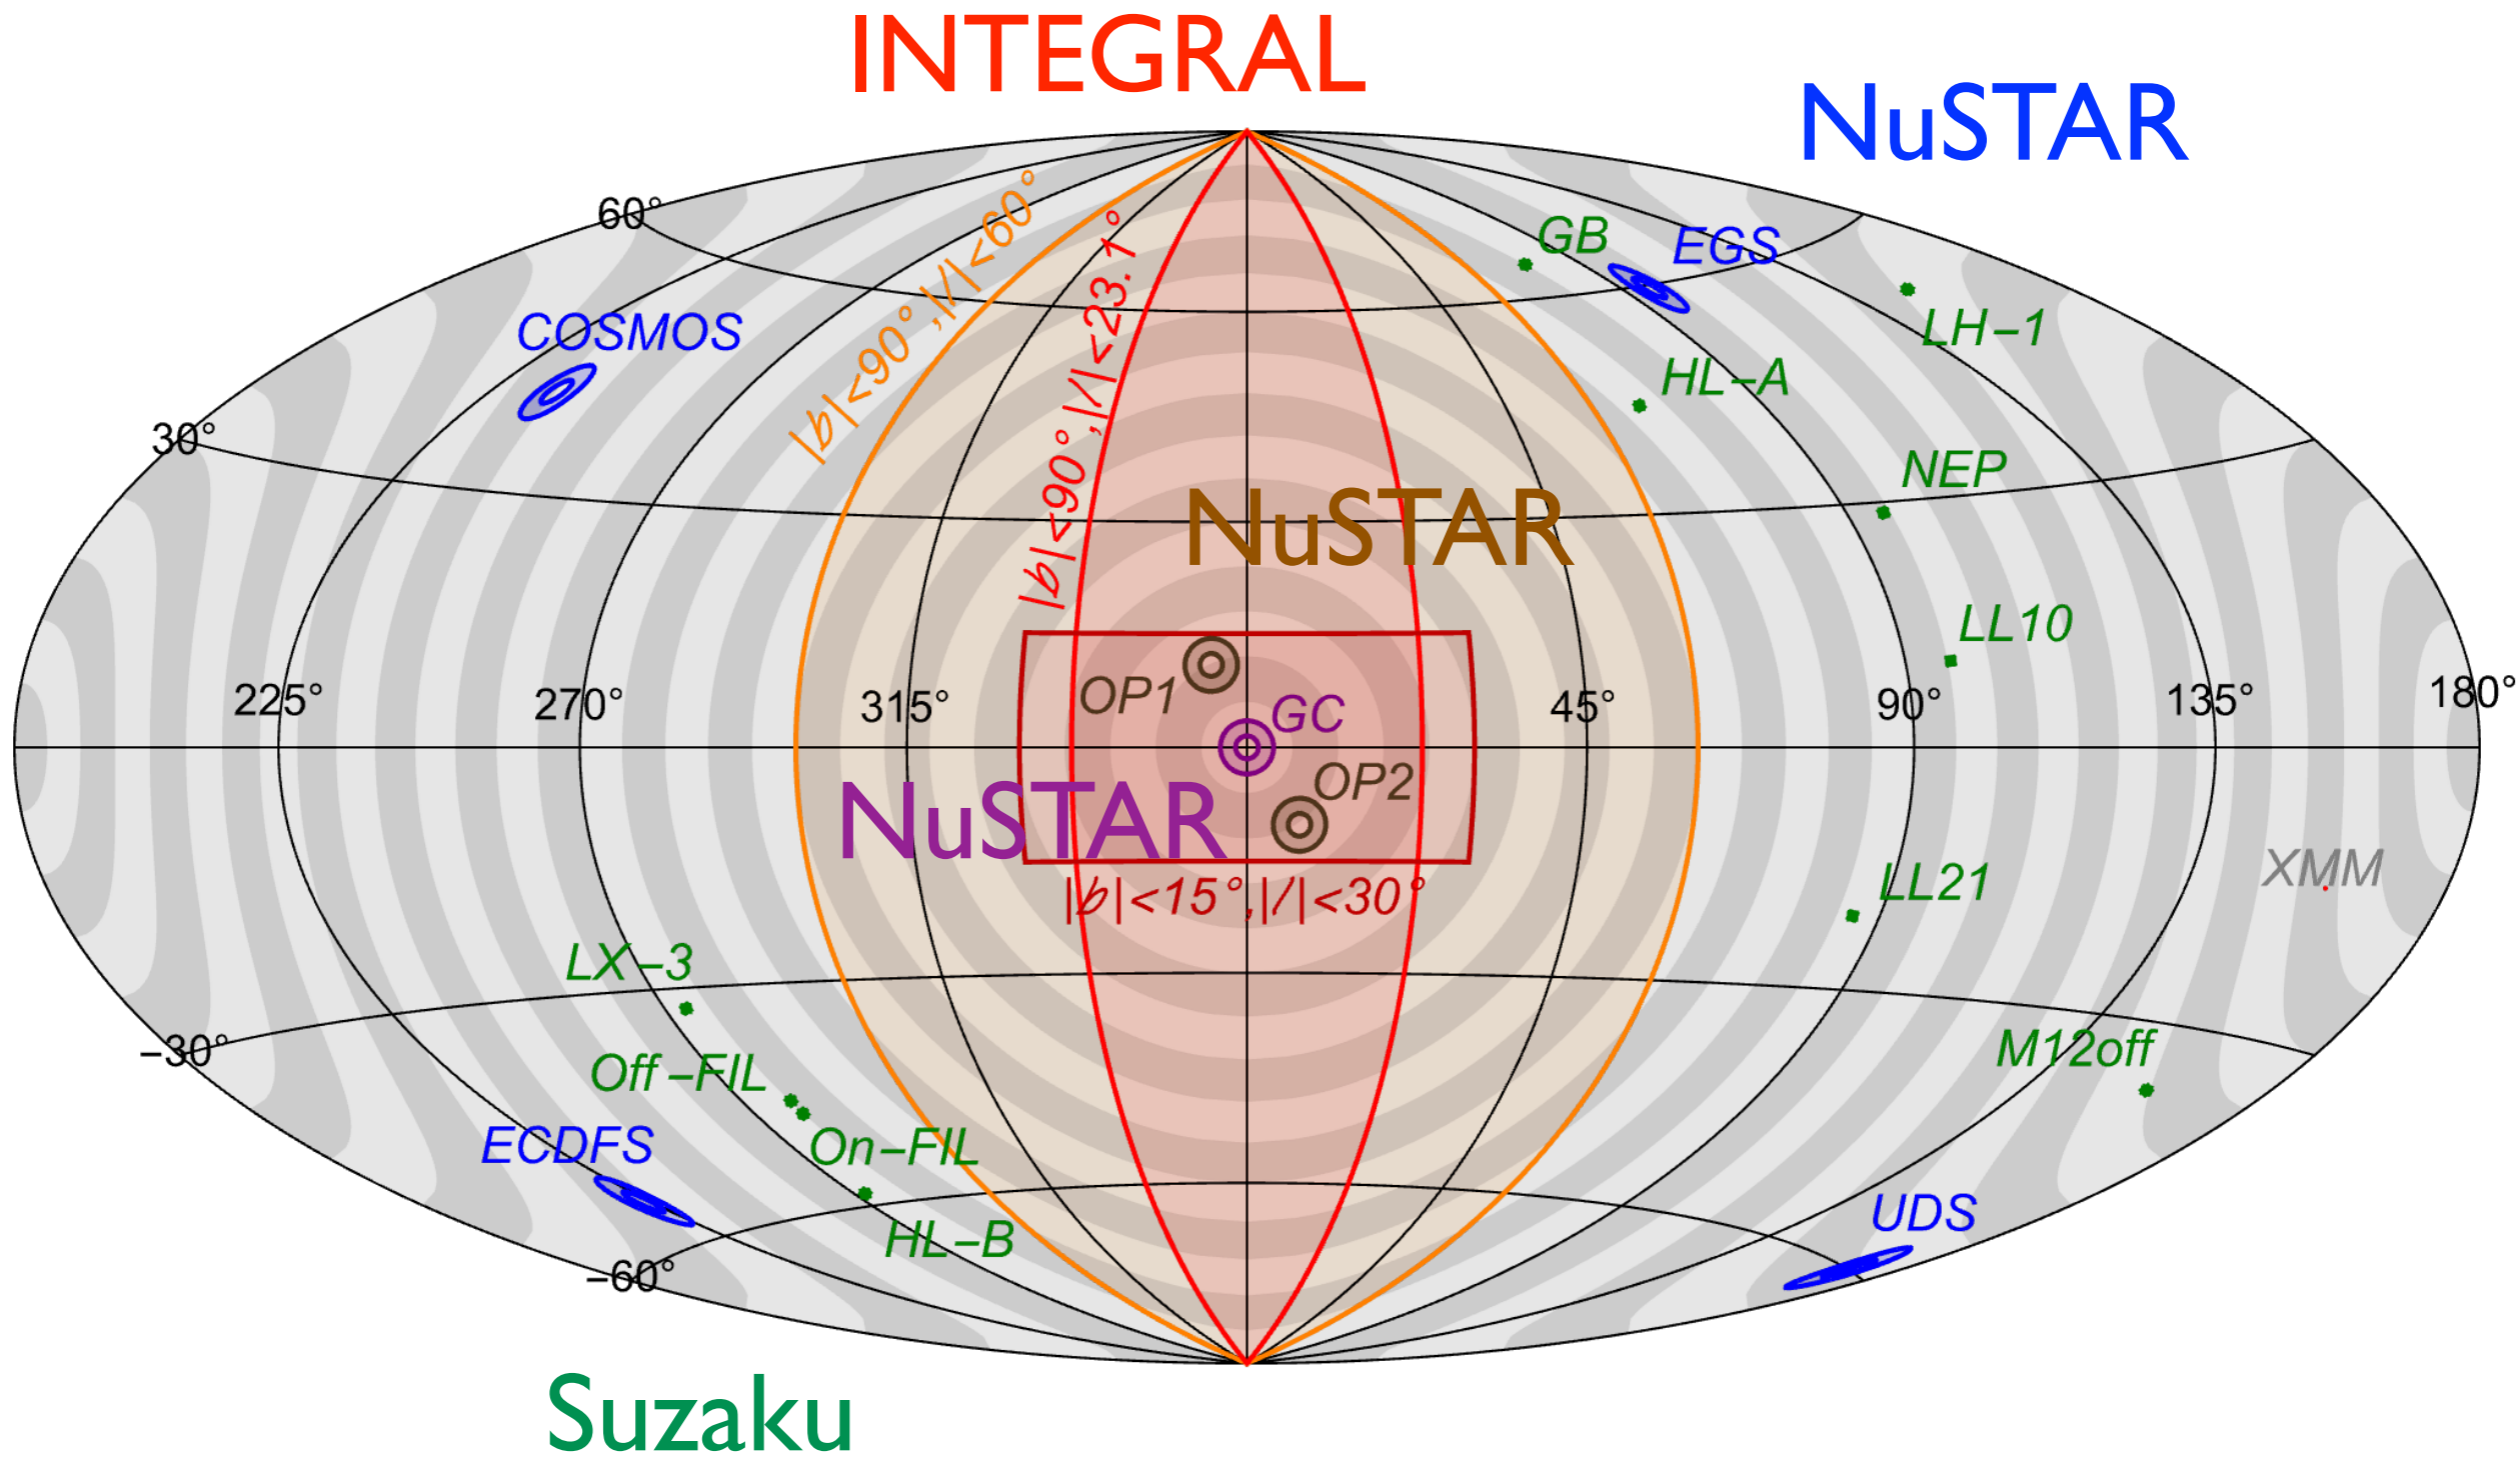 INTEGRAL
NuSTAR
60°
|b|<90°,|l|<60°
|b|<90°,|l|<23.1°
GB
EGS
LH-1
COSMOS
HL-A
30°
NEP
NuSTAR
LL10
OP1
GC
225°
270°
315°
45°
90°
135°
180°
OP2
NuSTAR
|b|<15°,|l|<30°
LL21
XMM
LX-3
-30°
M12off
Off-FIL
ECDFS
On-FIL
UDS
HL-B
-60°
Suzaku